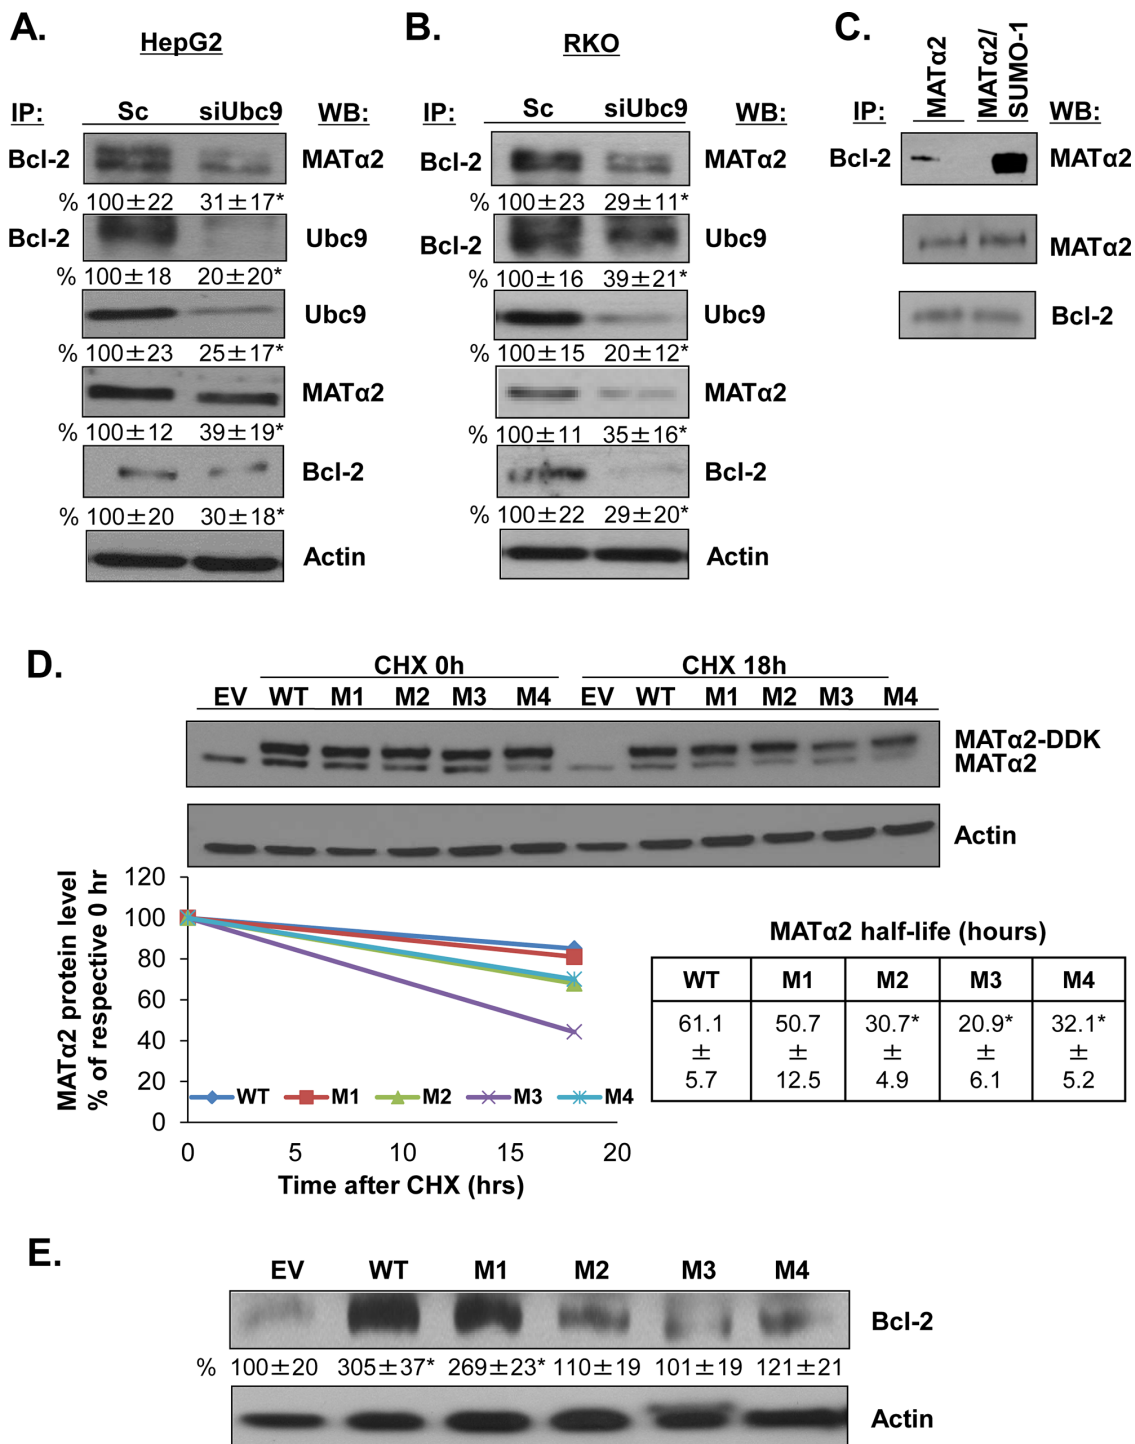 A.
HepG2
IP:
Sc
siUbc9
WB:
Bcl-2
MATα2
% 100±22 31±17*
Bcl-2
Ubc9
% 100±18 20±20*
Ubc9
% 100±23 25±17*
MATα2
% 100±12 39±19*
Bcl-2
% 100±20 30±18*
Actin
B.
RKO
IP:
Sc
siUbc9
WB:
Bcl-2
MATα2
% 100±23 29±11*
Bcl-2
Ubc9
% 100±16 39±21*
Ubc9
% 100±15 20±12*
MATα2
% 100±11 35±16*
Bcl-2
% 100±22 29±20*
Actin
C.
IP:
MATα2
MATα2/
SUMO-1
WB:
Bcl-2
MATα2
MATα2
Bcl-2
D.
CHX 0h
CHX 18h
EV WT M1 M2 M3 M4 EV WT M1 M2 M3 M4
MATα2-DDK
MATα2
Actin
MATα2 protein level
% of respective 0 hr
120
100
80
60
40
20
0
WT M1 M2 M3 M4
0 5 10 15 20
Time after CHX (hrs)
MATα2 half-life (hours)
WT M1 M2 M3 M4
61.1 50.7 30.7* 20.9* 32.1*
± ± ± ± ±
5.7 12.5 4.9 6.1 5.2
E.
EV WT M1 M2 M3 M4
Bcl-2
% 100±20 305±37* 269±23* 110±19 101±19 121±21
Actin